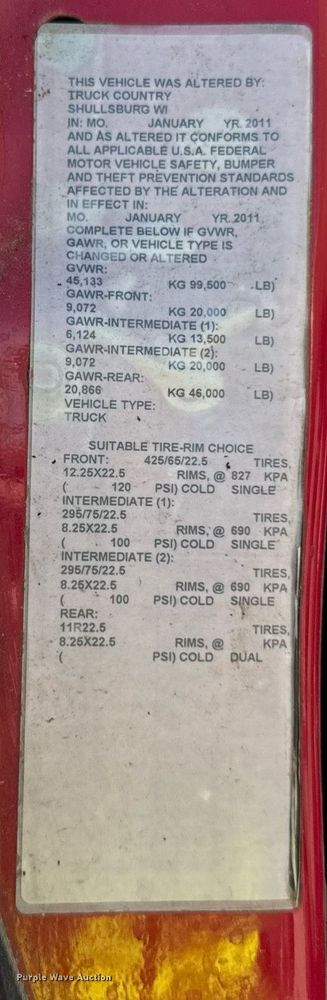 THIS VEHICLE WAS ALTERED BY:
TRUCK COUNTRY
SHULLSBURG WI
IN: MO. JANUARY YR. 2011
AND AS ALTERED IT CONFORMS TO
ALL APPLICABLE U.S.A. FEDERAL
MOTOR VEHICLE SAFETY, BUMPER
AND THEFT PREVENTION STANDARDS
AFFECTED BY THE ALTERATION AND
IN EFFECT IN:
MO. JANUARY YR. 2011
COMPLETE BELOW IF GVWR,
GAWR, OR VEHICLE TYPE IS
CHANGED OR ALTERED
GVWR:
45,133 KG 99,500 LB)
GAWR-FRONT:
9,072 KG 20,000 LB)
GAWR-INTERMEDIATE (1):
6,124 KG 13,500 LB)
GAWR-INTERMEDIATE (2):
9,072 KG 20,000 LB)
GAWR-REAR:
20,866 KG 46,000 LB)
VEHICLE TYPE:
TRUCK
SUITABLE TIRE-RIM CHOICE
FRONT: 425/65/22.5 TIRES,
12.25X22.5 RIMS, @ 827 KPA
( 120 PSI) COLD SINGLE
INTERMEDIATE (1):
295/75/22.5 TIRES,
8.25X22.5 RIMS, @ 690 KPA
( 100 PSI) COLD SINGLE
INTERMEDIATE (2):
295/75/22.5 TIRES,
8.25X22.5 RIMS, @ 690 KPA
( 100 PSI) COLD SINGLE
REAR:
11R22.5 TIRES,
8.25X22.5 RIMS, @ KPA
( PSI) COLD DUAL
Purple Wave Auction